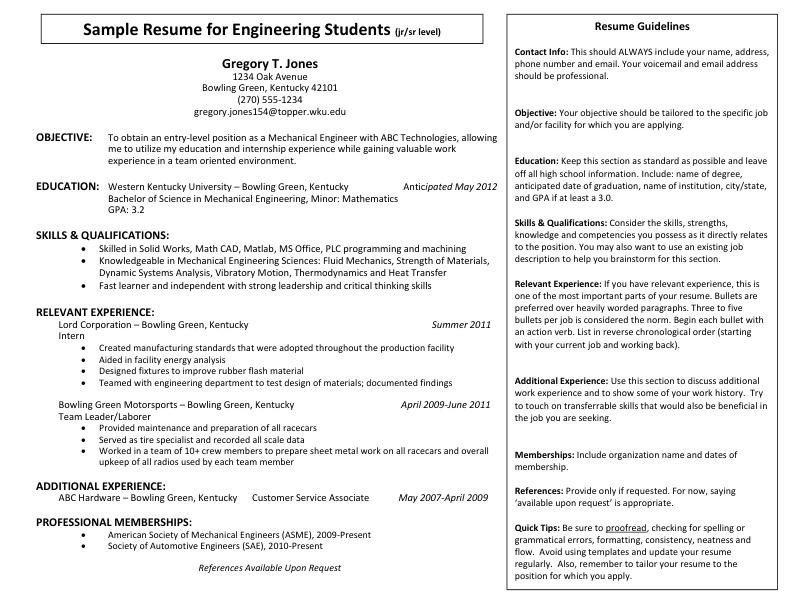 Sample Resume for Engineering Students (jr/sr level)
Gregory T. Jones
1234 Oak Avenue
Bowling Green, Kentucky 42101
(270) 555-1234
gregory.jones154@topper.wku.edu
OBJECTIVE: To obtain an entry-level position as a Mechanical Engineer with ABC Technologies, allowing
me to utilize my education and internship experience while gaining valuable work
experience in a team oriented environment.
EDUCATION: Western Kentucky University – Bowling Green, Kentucky Anticipated May 2012
Bachelor of Science in Mechanical Engineering, Minor: Mathematics
GPA: 3.2
SKILLS & QUALIFICATIONS:
• Skilled in Solid Works, Math CAD, Matlab, MS Office, PLC programming and machining
• Knowledgeable in Mechanical Engineering Sciences: Fluid Mechanics, Strength of Materials,
Dynamic Systems Analysis, Vibratory Motion, Thermodynamics and Heat Transfer
• Fast learner and independent with strong leadership and critical thinking skills
RELEVANT EXPERIENCE:
Lord Corporation – Bowling Green, Kentucky Summer 2011
Intern
• Created manufacturing standards that were adopted throughout the production facility
• Aided in facility energy analysis
• Designed fixtures to improve rubber flash material
• Teamed with engineering department to test design of materials; documented findings
Bowling Green Motorsports – Bowling Green, Kentucky April 2009-June 2011
Team Leader/Laborer
• Provided maintenance and preparation of all racecars
• Served as tire specialist and recorded all scale data
• Worked in a team of 10+ crew members to prepare sheet metal work on all racecars and overall
upkeep of all radios used by each team member
ADDITIONAL EXPERIENCE:
ABC Hardware – Bowling Green, Kentucky Customer Service Associate May 2007-April 2009
PROFESSIONAL MEMBERSHIPS:
• American Society of Mechanical Engineers (ASME), 2009-Present
• Society of Automotive Engineers (SAE), 2010-Present
References Available Upon Request
Resume Guidelines
Contact Info: This should ALWAYS include your name, address,
phone number and email. Your voicemail and email address
should be professional.
Objective: Your objective should be tailored to the specific job
and/or facility for which you are applying.
Education: Keep this section as standard as possible and leave
off all high school information. Include: name of degree,
anticipated date of graduation, name of institution, city/state,
and GPA if at least a 3.0.
Skills & Qualifications: Consider the skills, strengths,
knowledge and competencies you possess as it directly relates
to the position. You may also want to use an existing job
description to help you brainstorm for this section.
Relevant Experience: If you have relevant experience, this is
one of the most important parts of your resume. Bullets are
preferred over heavily worded paragraphs. Three to five
bullets per job is considered the norm. Begin each bullet with
an action verb. List in reverse chronological order (starting
with your current job and working back).
Additional Experience: Use this section to discuss additional
work experience and to show some of your work history. Try
to touch on transferrable skills that would also be beneficial in
the job you are seeking.
Memberships: Include organization name and dates of
membership.
References: Provide only if requested. For now, saying
‘available upon request’ is appropriate.
Quick Tips: Be sure to proofread, checking for spelling or
grammatical errors, formatting, consistency, neatness and
flow. Avoid using templates and update your resume
regularly. Also, remember to tailor your resume to the
position for which you apply.